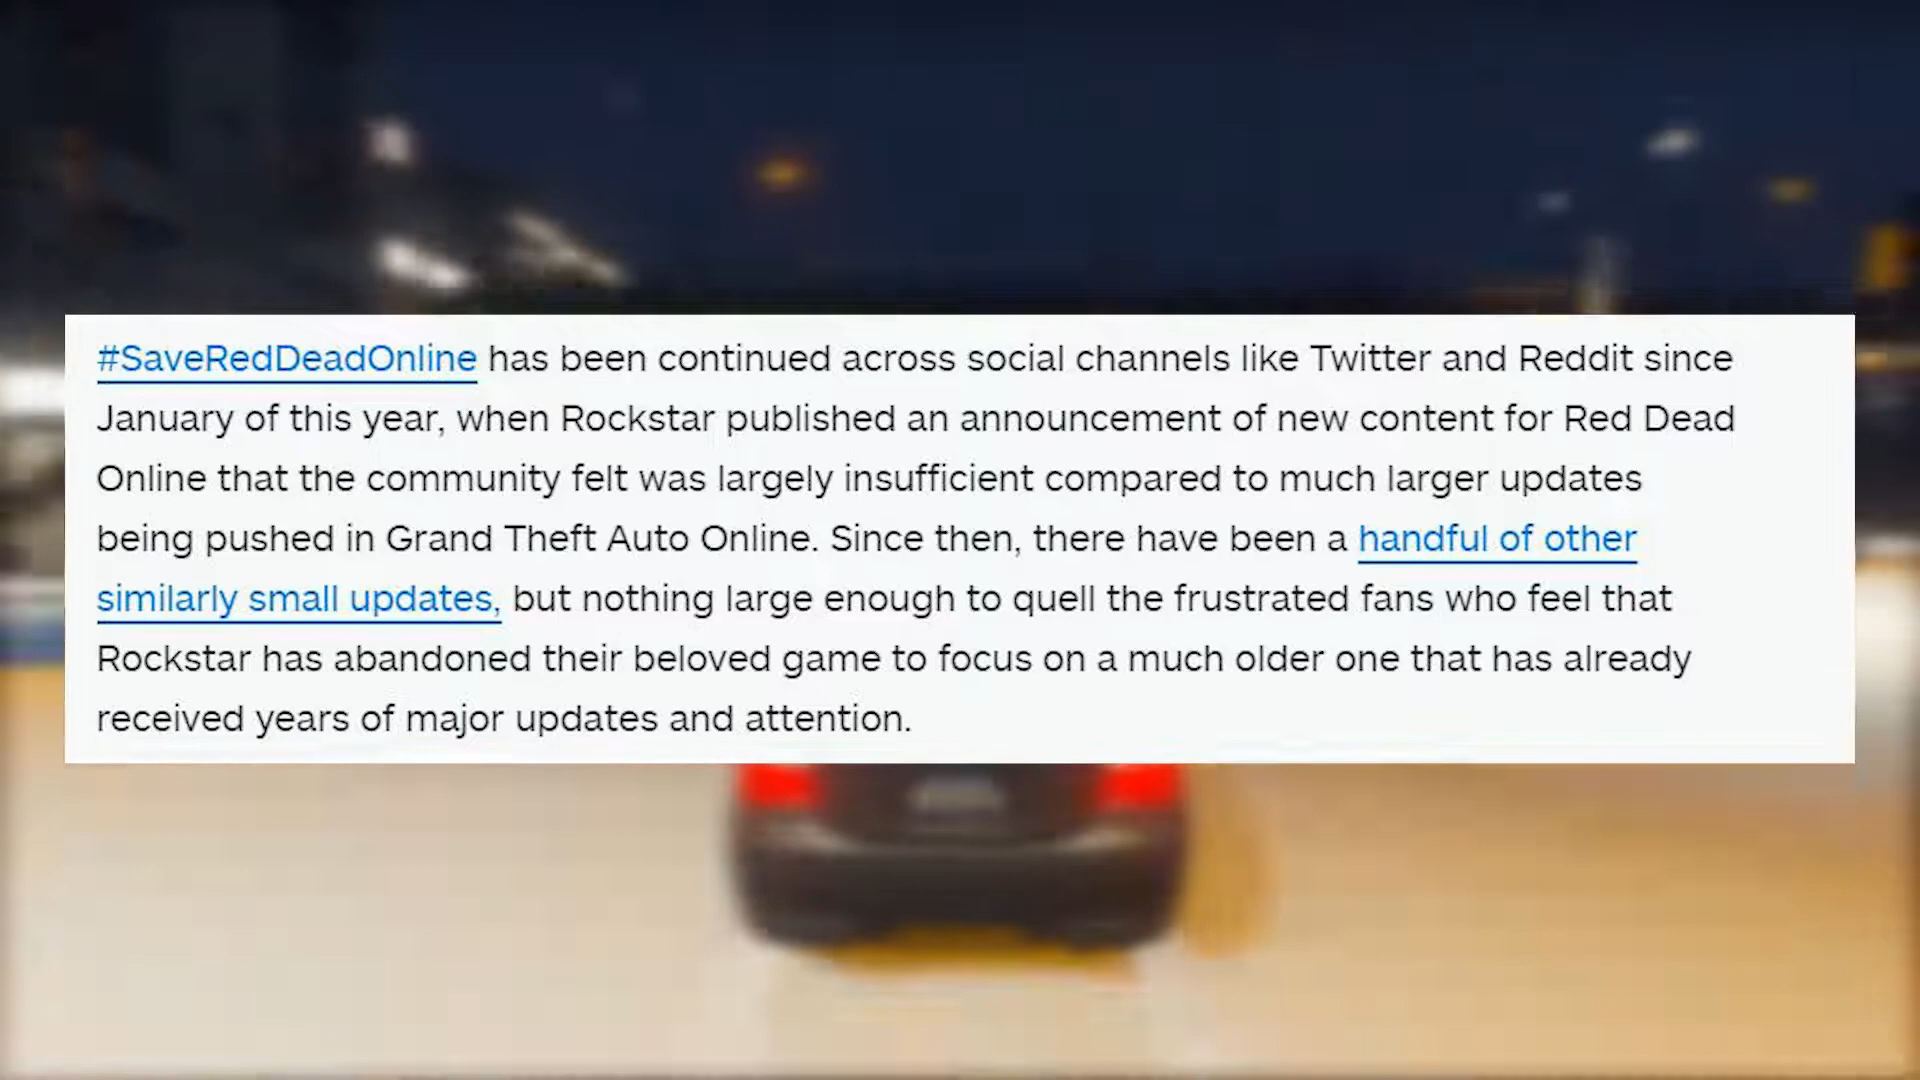 #SaveRedDeadOnline has been continued across social channels like Twitter and Reddit since
January of this year, when Rockstar published an announcement of new content for Red Dead
Online that the community felt was largely insufficient compared to much larger updates
being pushed in Grand Theft Auto Online. Since then, there have been a handful of other
similarly small updates, but nothing large enough to quell the frustrated fans who feel that
Rockstar has abandoned their beloved game to focus on a much older one that has already
received years of major updates and attention.